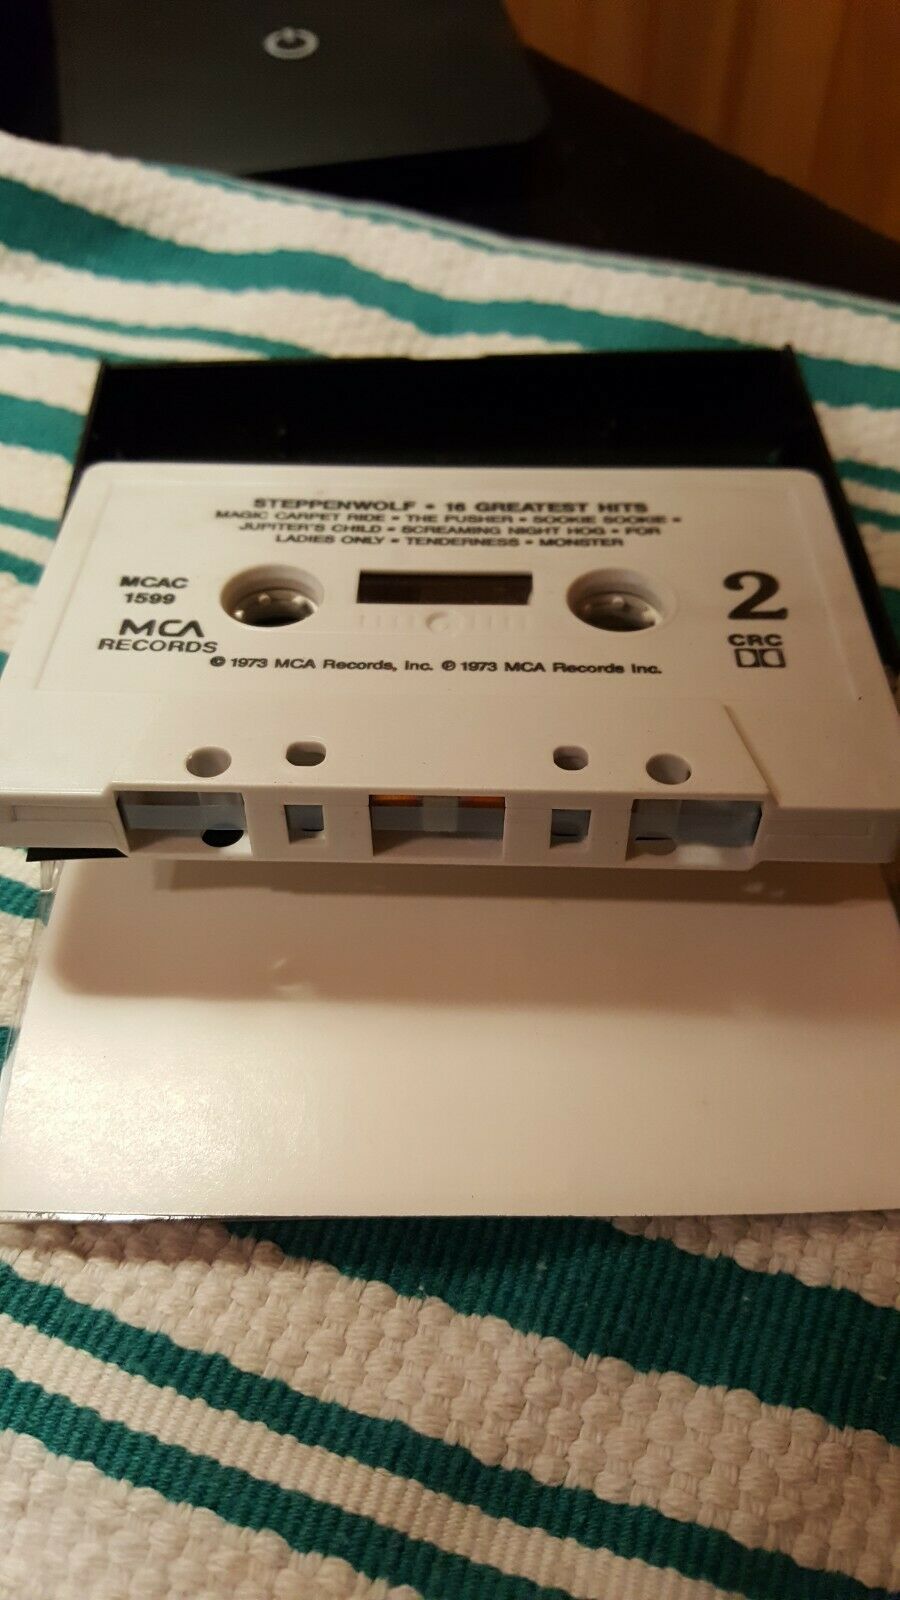 STEPPENWOLF • 16 GREATEST HITS
MAGIC CARPET RIDE • THE PUSHER • SOOKIE SOOKIE •
JUPITER'S CHILD • SCREAMING NIGHT HOG • FOR
LADIES ONLY • TENDERNESS • MONSTER
MCAC
1599
MCA
RECORDS
2
CRC
© 1973 MCA Records, Inc. ℗ 1973 MCA Records Inc.